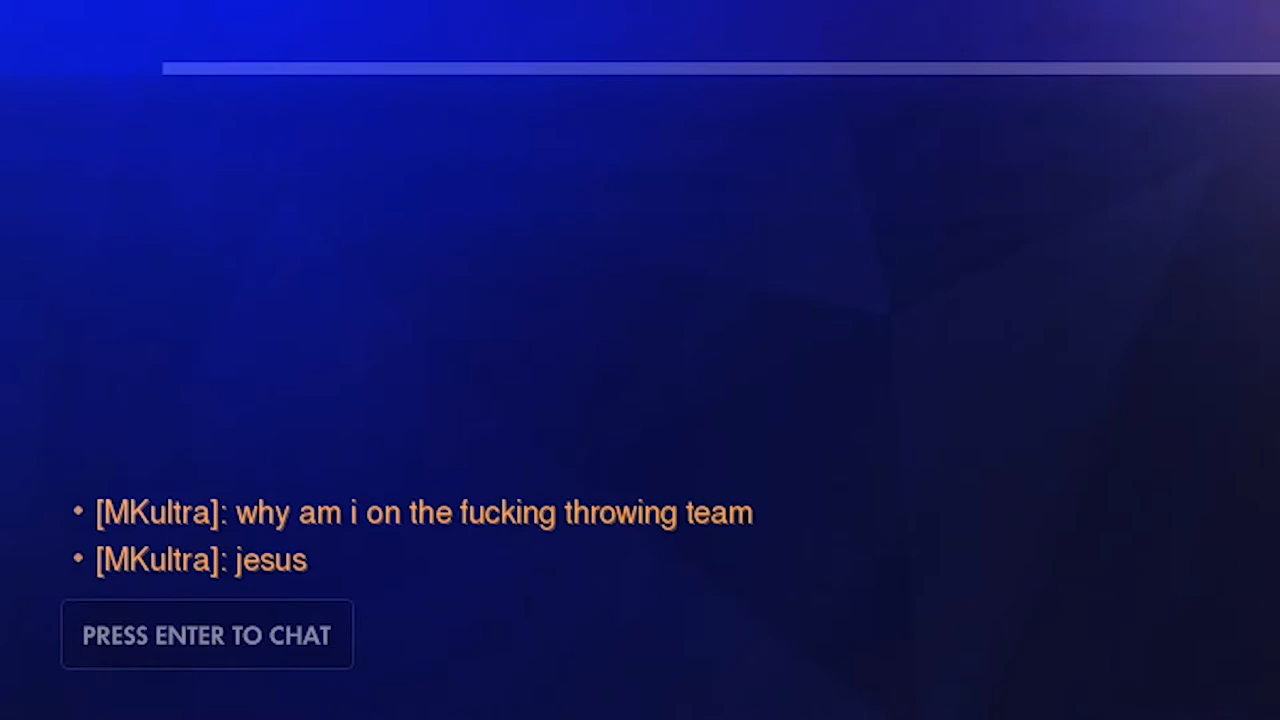 • [MKultra]: why am i on the fucking throwing team
• [MKultra]: jesus
PRESS ENTER TO CHAT